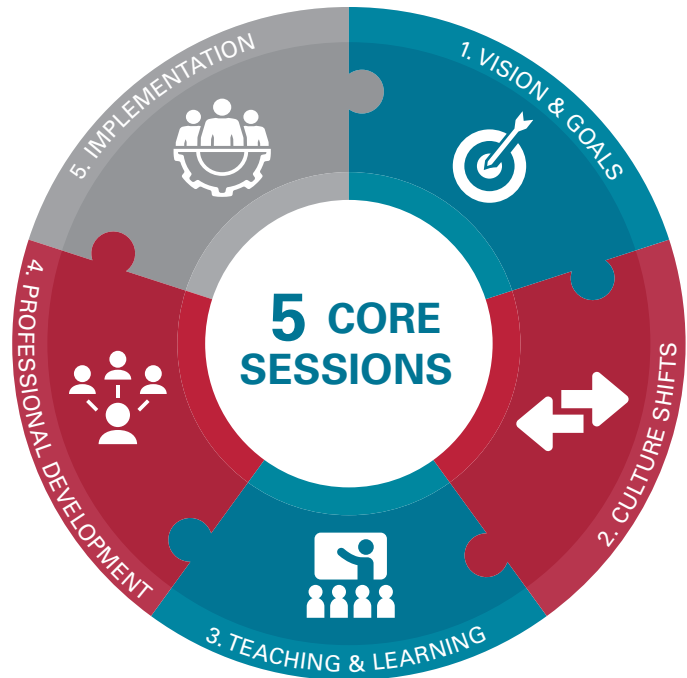 5 CORE
SESSIONS
1. VISION & GOALS
2. CULTURE SHIFTS
3. TEACHING & LEARNING
4. PROFESSIONAL DEVELOPMENT
5. IMPLEMENTATION